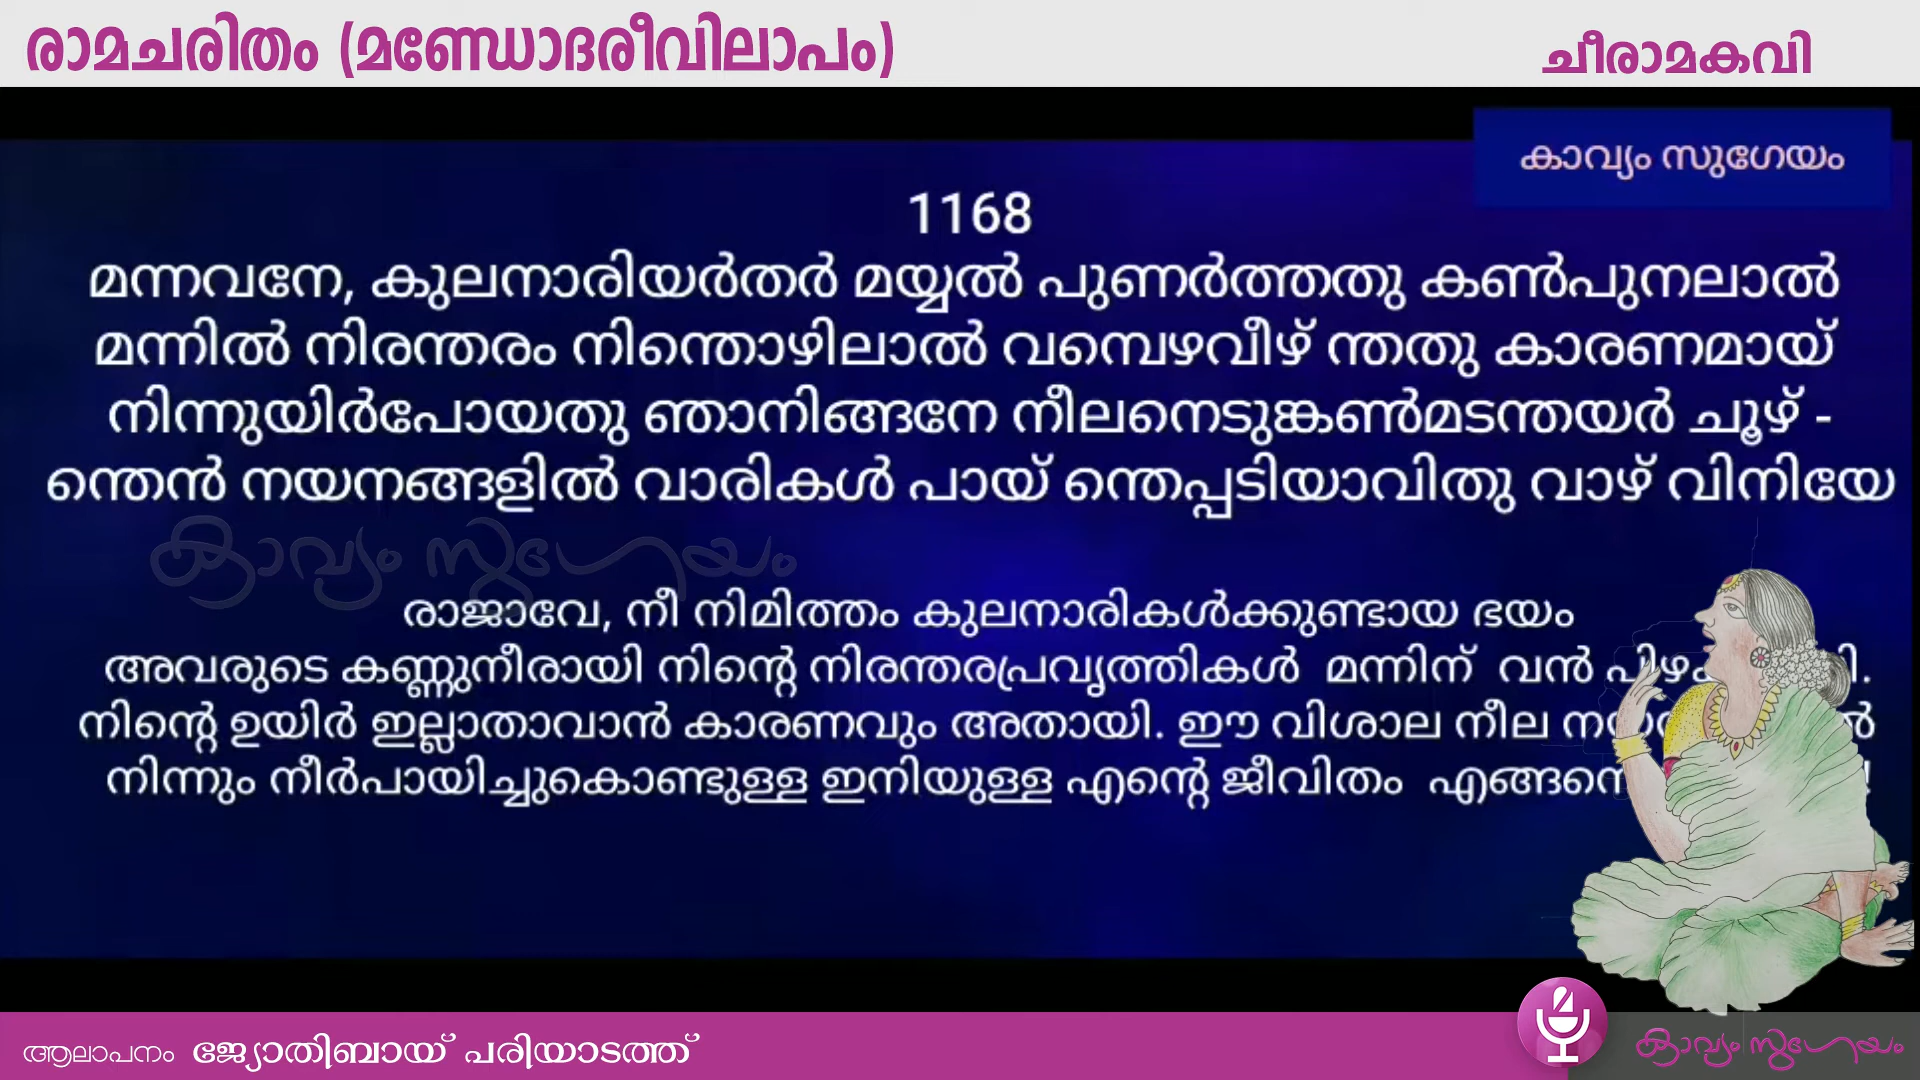 രാമചരിതം (മണ്ഡോദരീവിലാപം)
ചീരാമകവി
കാവ്യം സുഗേയം
1168
മന്നവനേ, കുലനാരിയർതർ മയ്യൽ പുണർത്തതു കൺപുനലാൽ
മന്നിൽ നിരന്തരം നിന്തൊഴിലാൽ വമ്പെഴവീഴ് ന്തതു കാരണമായ്
നിന്നുയിർപോയതു ഞാനിങ്ങനേ നീലനെടുങ്കൺമടന്തയർ ചൂഴ് -
ന്തെൻ നയനങ്ങളിൽ വാരികൾ പായ് ന്തെപ്പടിയാവിതു വാഴ് വിനിയേ
കാവ്യം സുഗേയം
രാജാവേ, നീ നിമിത്തം കുലനാരികൾക്കുണ്ടായ ഭയം
അവരുടെ കണ്ണുനീരായി നിന്റെ നിരന്തരപ്രവൃത്തികൾ മന്നിന് വൻ
നിന്റെ ഉയിർ ഇല്ലാതാവാൻ കാരണവും അതായി. ഈ വിശാല നീല
നിന്നും നീർപായിച്ചുകൊണ്ടുള്ള ഇനിയുള്ള എന്റെ ജീവിതം
ആലാപനം ജ്യോതിബായ് പരിയാടത്ത്
കാവ്യം സുഗേയം